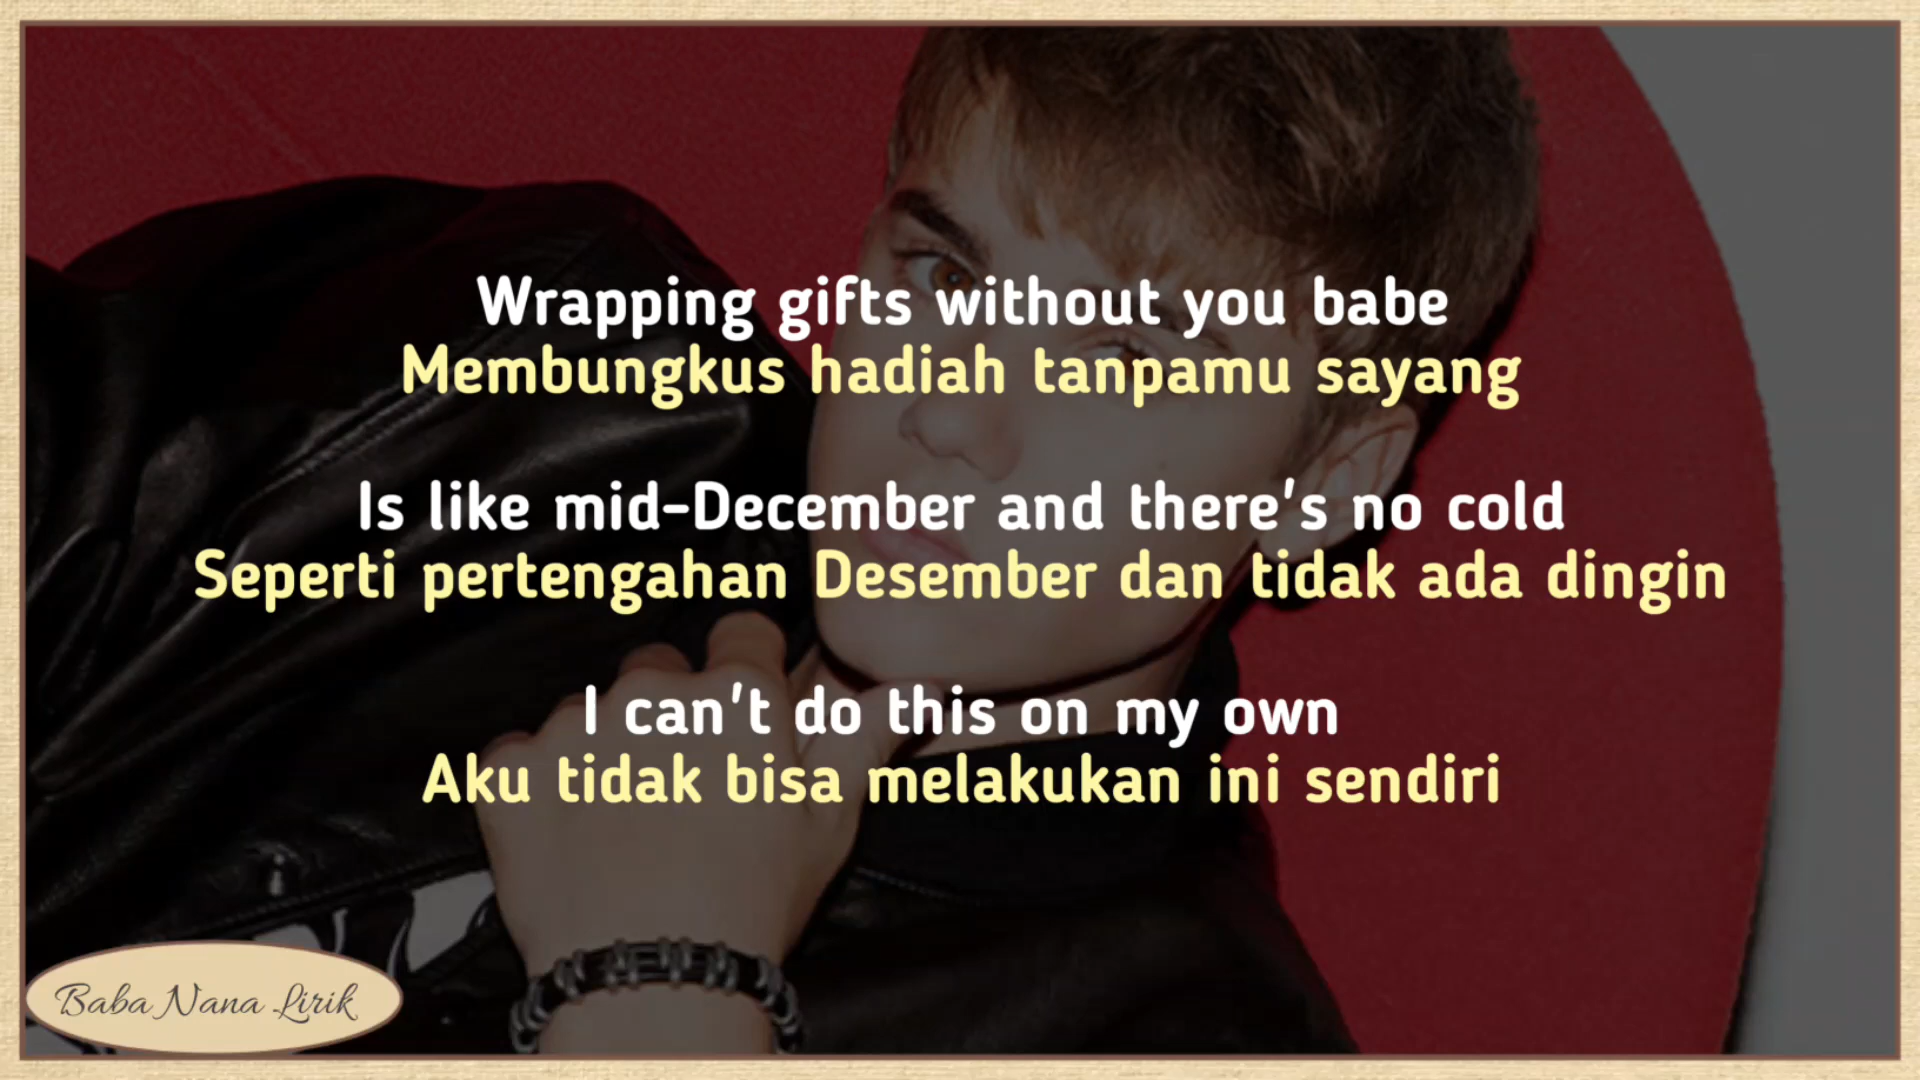 Wrapping gifts without you babe
Membungkus hadiah tanpamu sayang
Is like mid-December and there's no cold
Seperti pertengahan Desember dan tidak ada dingin
I can't do this on my own
Aku tidak bisa melakukan ini sendiri
Baba Nana Lirik